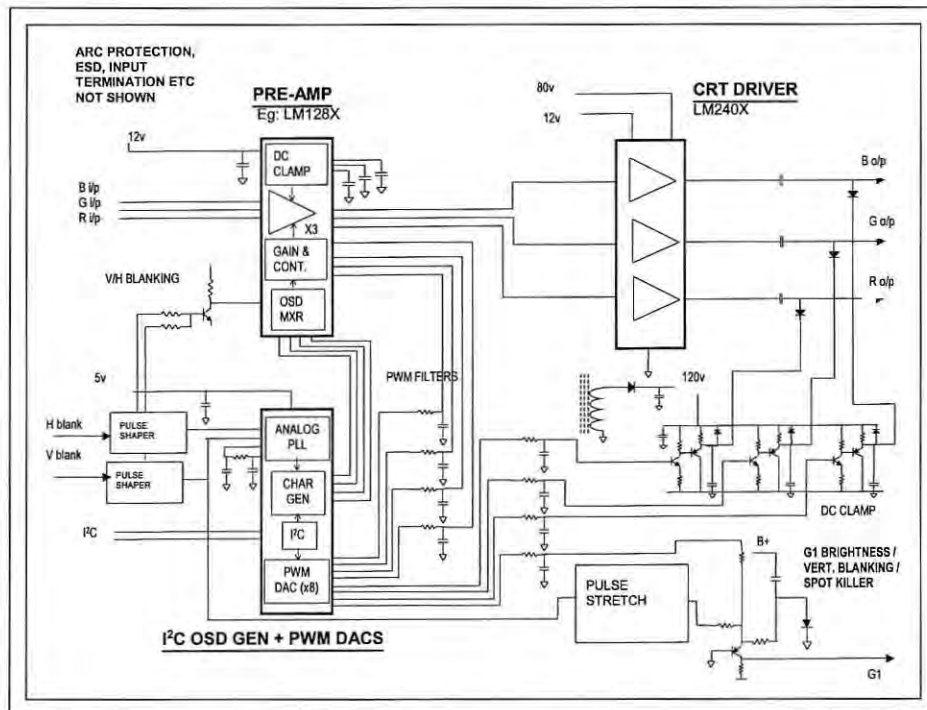 ARC PROTECTION,
ESD, INPUT
TERMINATION ETC
NOT SHOWN
PRE-AMP
Eg: LM128X
80v
12v
CRT DRIVER
LM240X
12v
DC
CLAMP
B i/p
G i/p
R i/p
X3
GAIN &
CONT.
OSD
MXR
V/H BLANKING
B o/p
G o/p
R o/p
5v
PWM FILTERS
120v
H blank
PULSE
SHAPER
V blank
PULSE
SHAPER
ANALOG
PLL
CHAR
GEN
I²C
I²C
PWM
DAC (x8)
DC CLAMP
B+
G1 BRIGHTNESS /
VERT. BLANKING /
SPOT KILLER
PULSE
STRETCH
G1
I²C OSD GEN + PWM DACS